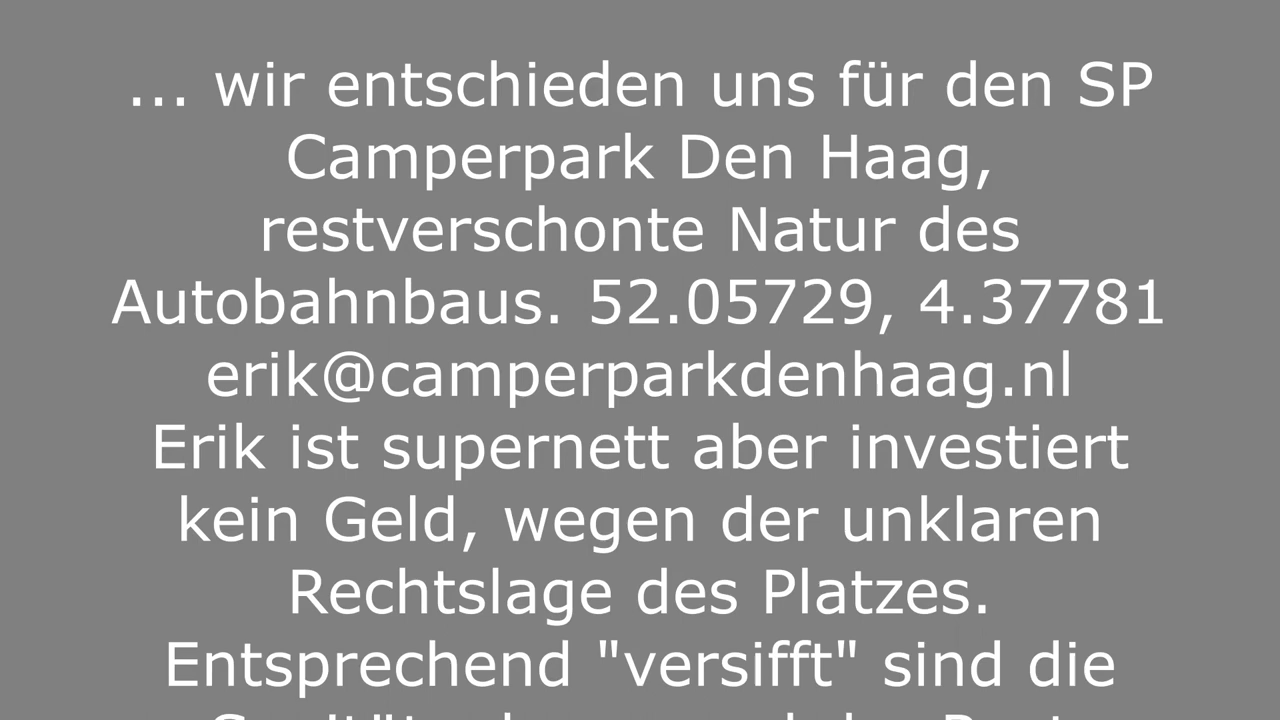 ... wir entschieden uns für den SP
Camperpark Den Haag,
restverschonte Natur des
Autobahnbaus. 52.05729, 4.37781
erik@camperparkdenhaag.nl
Erik ist supernett aber investiert
kein Geld, wegen der unklaren
Rechtslage des Platzes.
Entsprechend "versifft" sind die